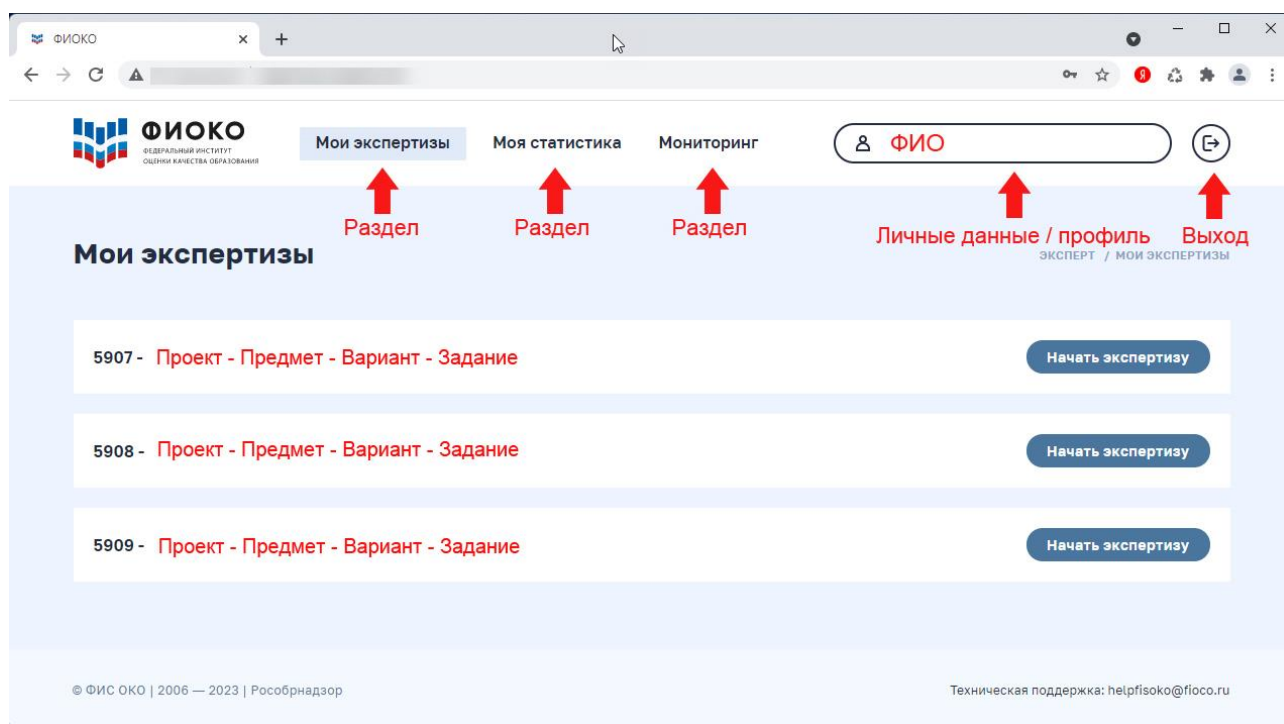 ФИОКО
ФИОКО
ФЕДЕРАЛЬНЫЙ ИНСТИТУТ
ОЦЕНКИ КАЧЕСТВА ОБРАЗОВАНИЯ
Мои экспертизы
Моя статистика
Мониторинг
ФИО
Раздел
Раздел
Раздел
Личные данные / профиль
Выход
Мои экспертизы
ЭКСПЕРТ / МОИ ЭКСПЕРТИЗЫ
5907 - Проект - Предмет - Вариант - Задание
Начать экспертизу
5908 - Проект - Предмет - Вариант - Задание
Начать экспертизу
5909 - Проект - Предмет - Вариант - Задание
Начать экспертизу
© ФИС ОКО | 2006 — 2023 | Рособрнадзор
Техническая поддержка: helpfisoko@fioco.ru